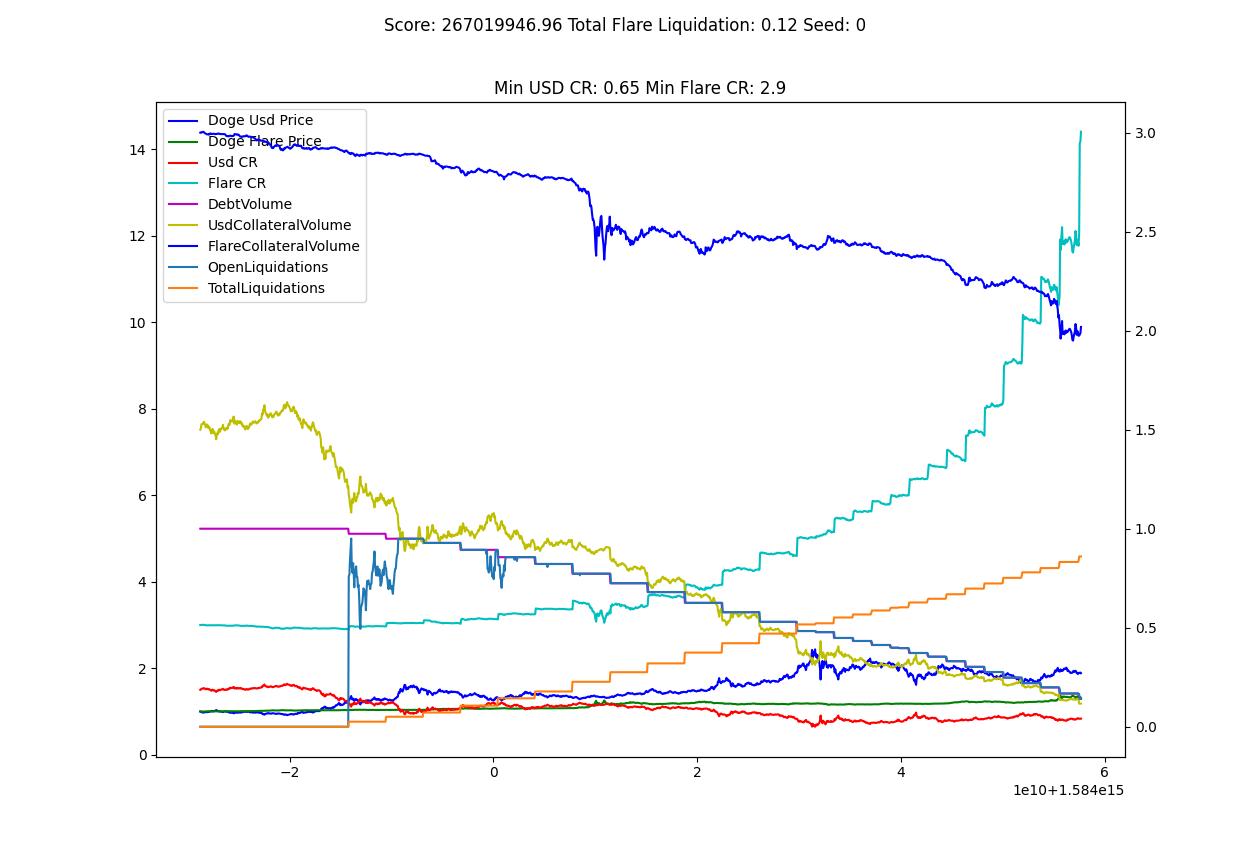 Score: 267019946.96 Total Flare Liquidation: 0.12 Seed: 0
Min USD CR: 0.65 Min Flare CR: 2.9
Doge Usd Price
Doge Flare Price
Usd CR
Flare CR
DebtVolume
UsdCollateralVolume
FlareCollateralVolume
OpenLiquidations
TotalLiquidations
14
12
10
8
6
4
2
0
3.0
2.5
2.0
1.5
1.0
0.5
0.0
−2 0 2 4 6
1e10+1.584e15